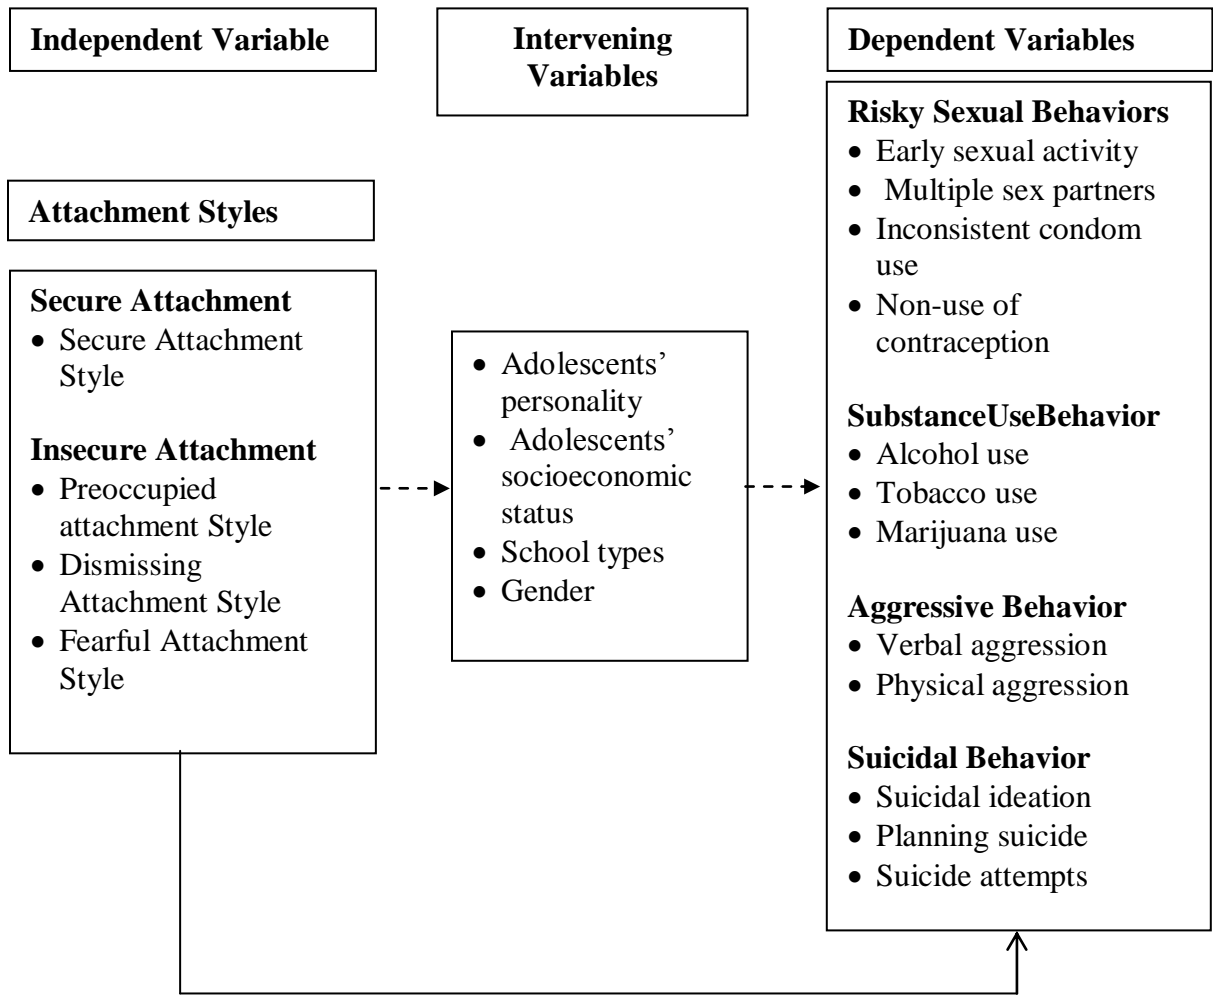 Independent Variable
Intervening
Variables
Dependent Variables
Attachment Styles
Secure Attachment
• Secure Attachment
Style
Insecure Attachment
• Preoccupied
attachment Style
• Dismissing
Attachment Style
• Fearful Attachment
Style
• Adolescents’
personality
• Adolescents’
socioeconomic
status
• School types
• Gender
Risky Sexual Behaviors
• Early sexual activity
• Multiple sex partners
• Inconsistent condom
use
• Non-use of
contraception
SubstanceUseBehavior
• Alcohol use
• Tobacco use
• Marijuana use
Aggressive Behavior
• Verbal aggression
• Physical aggression
Suicidal Behavior
• Suicidal ideation
• Planning suicide
• Suicide attempts